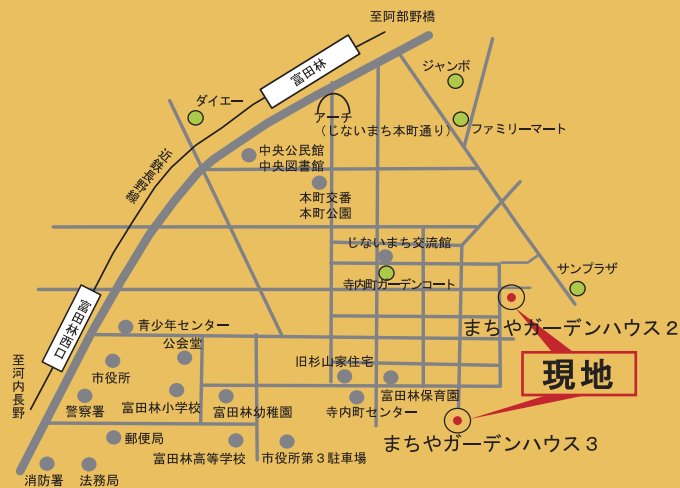 至阿部野橋
富田林
ジャンボ
ダイエー
アーチ
(じないまち本町通り)
ファミリーマート
中央公民館
中央図書館
近鉄長野線
本町交番
本町公園
じないまち交流館
サンプラザ
寺内町ガーデンコート
富田林西口
青少年センター
まちやガーデンハウス2
公会堂
至河内長野
旧杉山家住宅
現地
市役所
富田林保育園
警察署
富田林小学校
富田林幼稚園
寺内町センター
郵便局
まちやガーデンハウス3
富田林高等学校
市役所第3駐車場
消防署
法務局